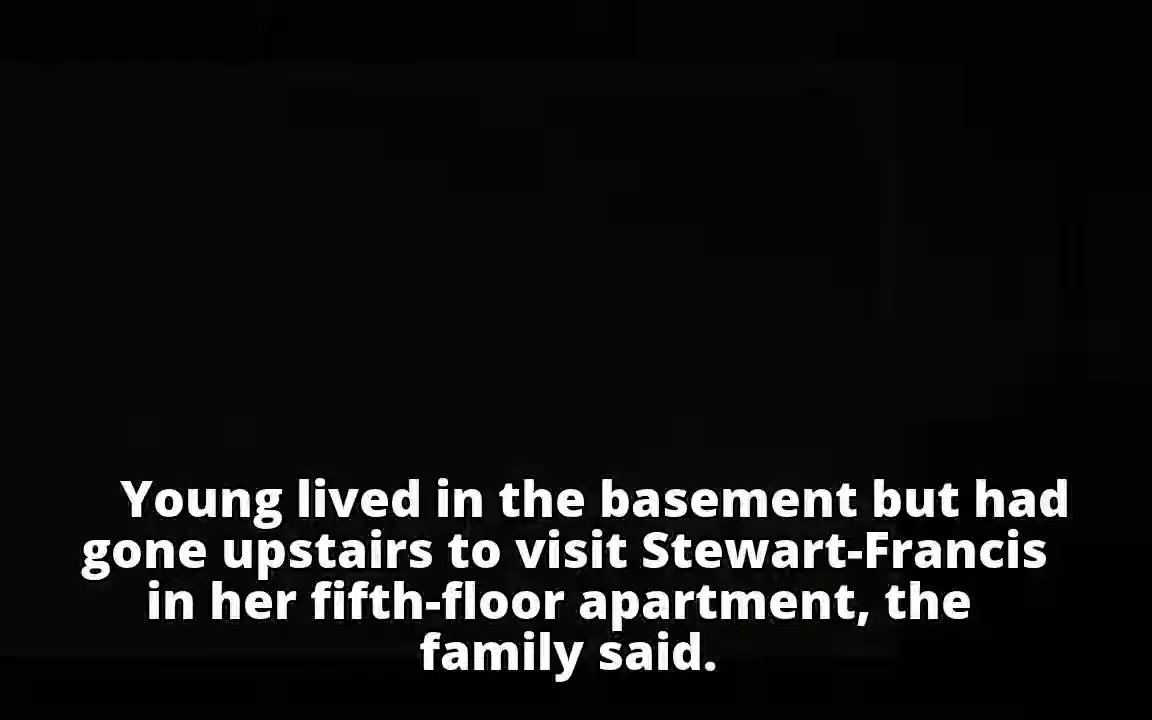 Young lived in the basement but had
gone upstairs to visit Stewart-Francis
in her fifth-floor apartment, the
family said.